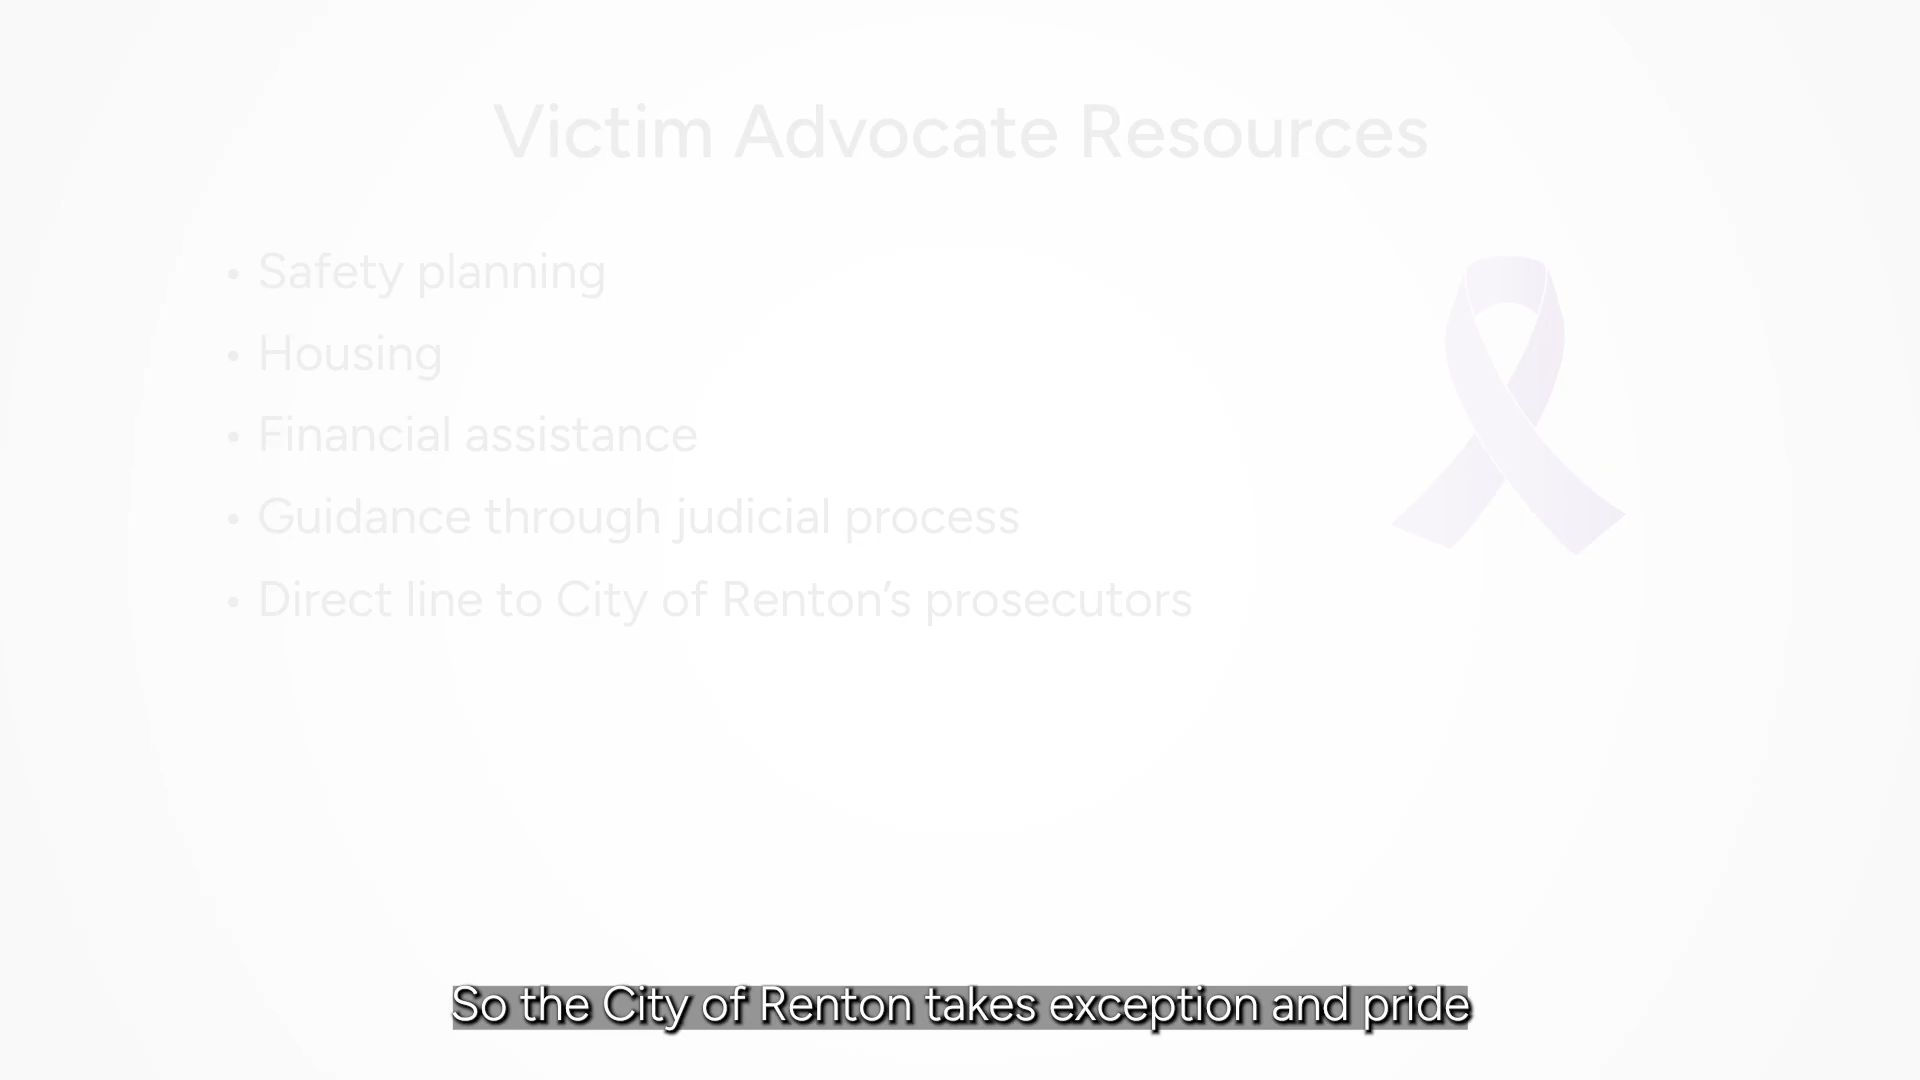 Victim Advocate Resources
• Safety planning
• Housing
• Financial assistance
• Guidance through judicial process
• Direct line to City of Renton’s prosecutors
So the City of Renton takes exception and pride